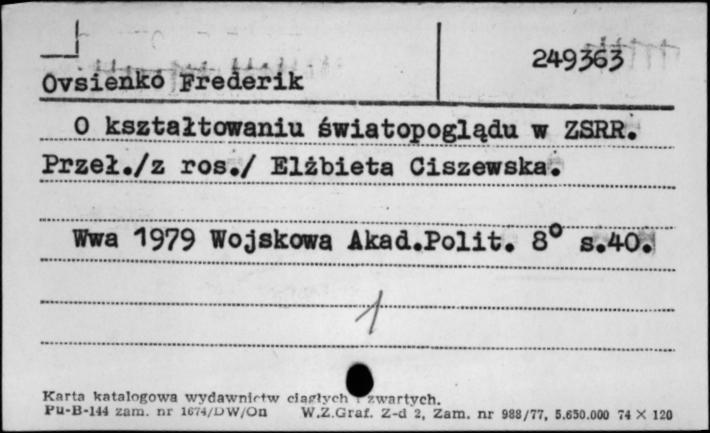 249363
Ovsienko Frederik
O kształtowaniu światopoglądu w ZSRR.
Przeł./z ros./ Elżbieta Ciszewska.
Wwa 1979 Wojskowa Akad.Polit. 8° s.40.
1
Karta katalogowa wydawnictw ciągłych i zwartych.
Pu-B-144 zam. nr 1674/DW/On W.Z.Graf. Z-d 2, Zam. nr 988/77, 5.650.000 74 X 120